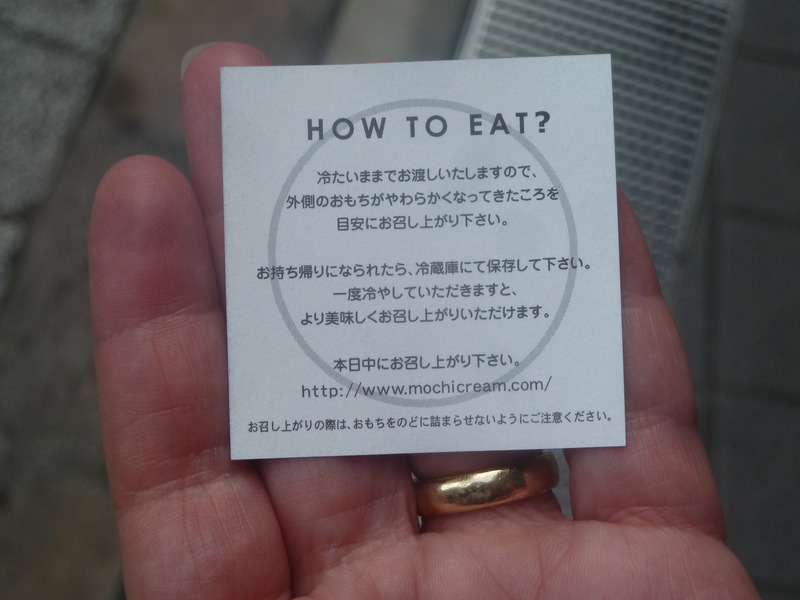 HOW TO EAT?
冷たいままでお渡しいたしますので、
外側のおもちがやわらかくなってきたころを
目安にお召し上がり下さい。
お持ち帰りになられたら、冷蔵庫にて保存して下さい。
一度冷やしていただきますと、
より美味しくお召し上がりいただけます。
本日中にお召し上がり下さい。
http://www.mochicream.com/
お召し上がりの際は、おもちをのどに詰まらせないようにご注意ください。